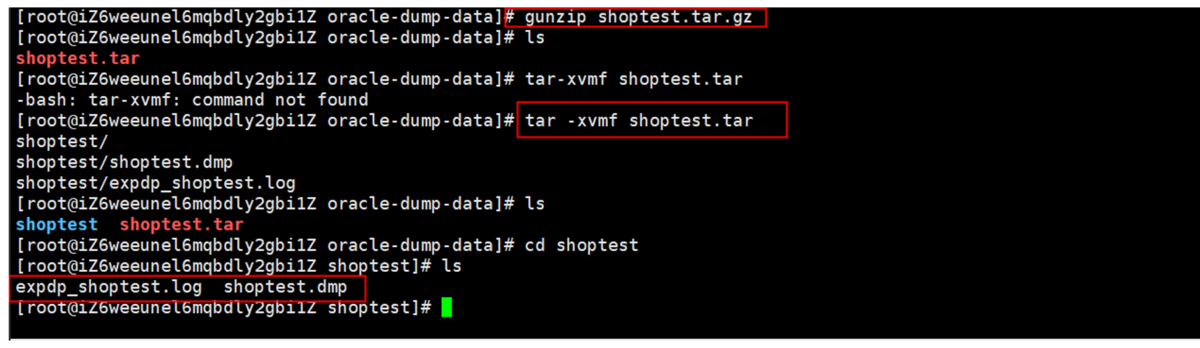 [root@iZ6weeunel6mqbdly2gbi1Z oracle-dump-data]# gunzip shoptest.tar.gz
[root@iZ6weeunel6mqbdly2gbi1Z oracle-dump-data]# ls
shoptest.tar
[root@iZ6weeunel6mqbdly2gbi1Z oracle-dump-data]# tar-xvmf shoptest.tar
-bash: tar-xvmf: command not found
[root@iZ6weeunel6mqbdly2gbi1Z oracle-dump-data]# tar -xvmf shoptest.tar
shoptest/
shoptest/shoptest.dmp
shoptest/expdp_shoptest.log
[root@iZ6weeunel6mqbdly2gbi1Z oracle-dump-data]# ls
shoptest  shoptest.tar
[root@iZ6weeunel6mqbdly2gbi1Z oracle-dump-data]# cd shoptest
[root@iZ6weeunel6mqbdly2gbi1Z shoptest]# ls
expdp_shoptest.log  shoptest.dmp
[root@iZ6weeunel6mqbdly2gbi1Z shoptest]#